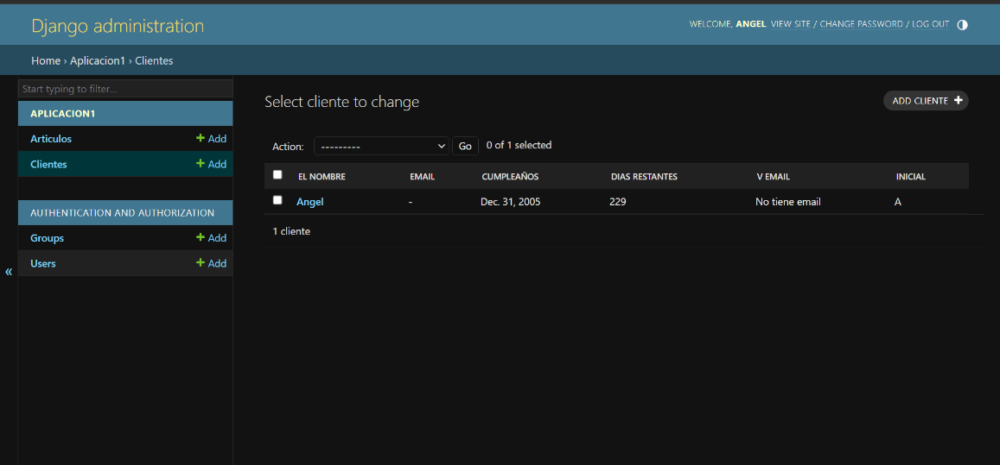 Django administration
WELCOME, ANGEL. VIEW SITE / CHANGE PASSWORD / LOG OUT
Home › Aplicacion1 › Clientes
Start typing to filter...
APLICACION1
Articulos + Add
Clientes + Add
AUTHENTICATION AND AUTHORIZATION
Groups + Add
Users + Add
«
Select cliente to change
ADD CLIENTE +
Action: --------- Go 0 of 1 selected
EL NOMBRE EMAIL CUMPLEAÑOS DIAS RESTANTES V EMAIL INICIAL
Angel - Dec. 31, 2005 229 No tiene email A
1 cliente